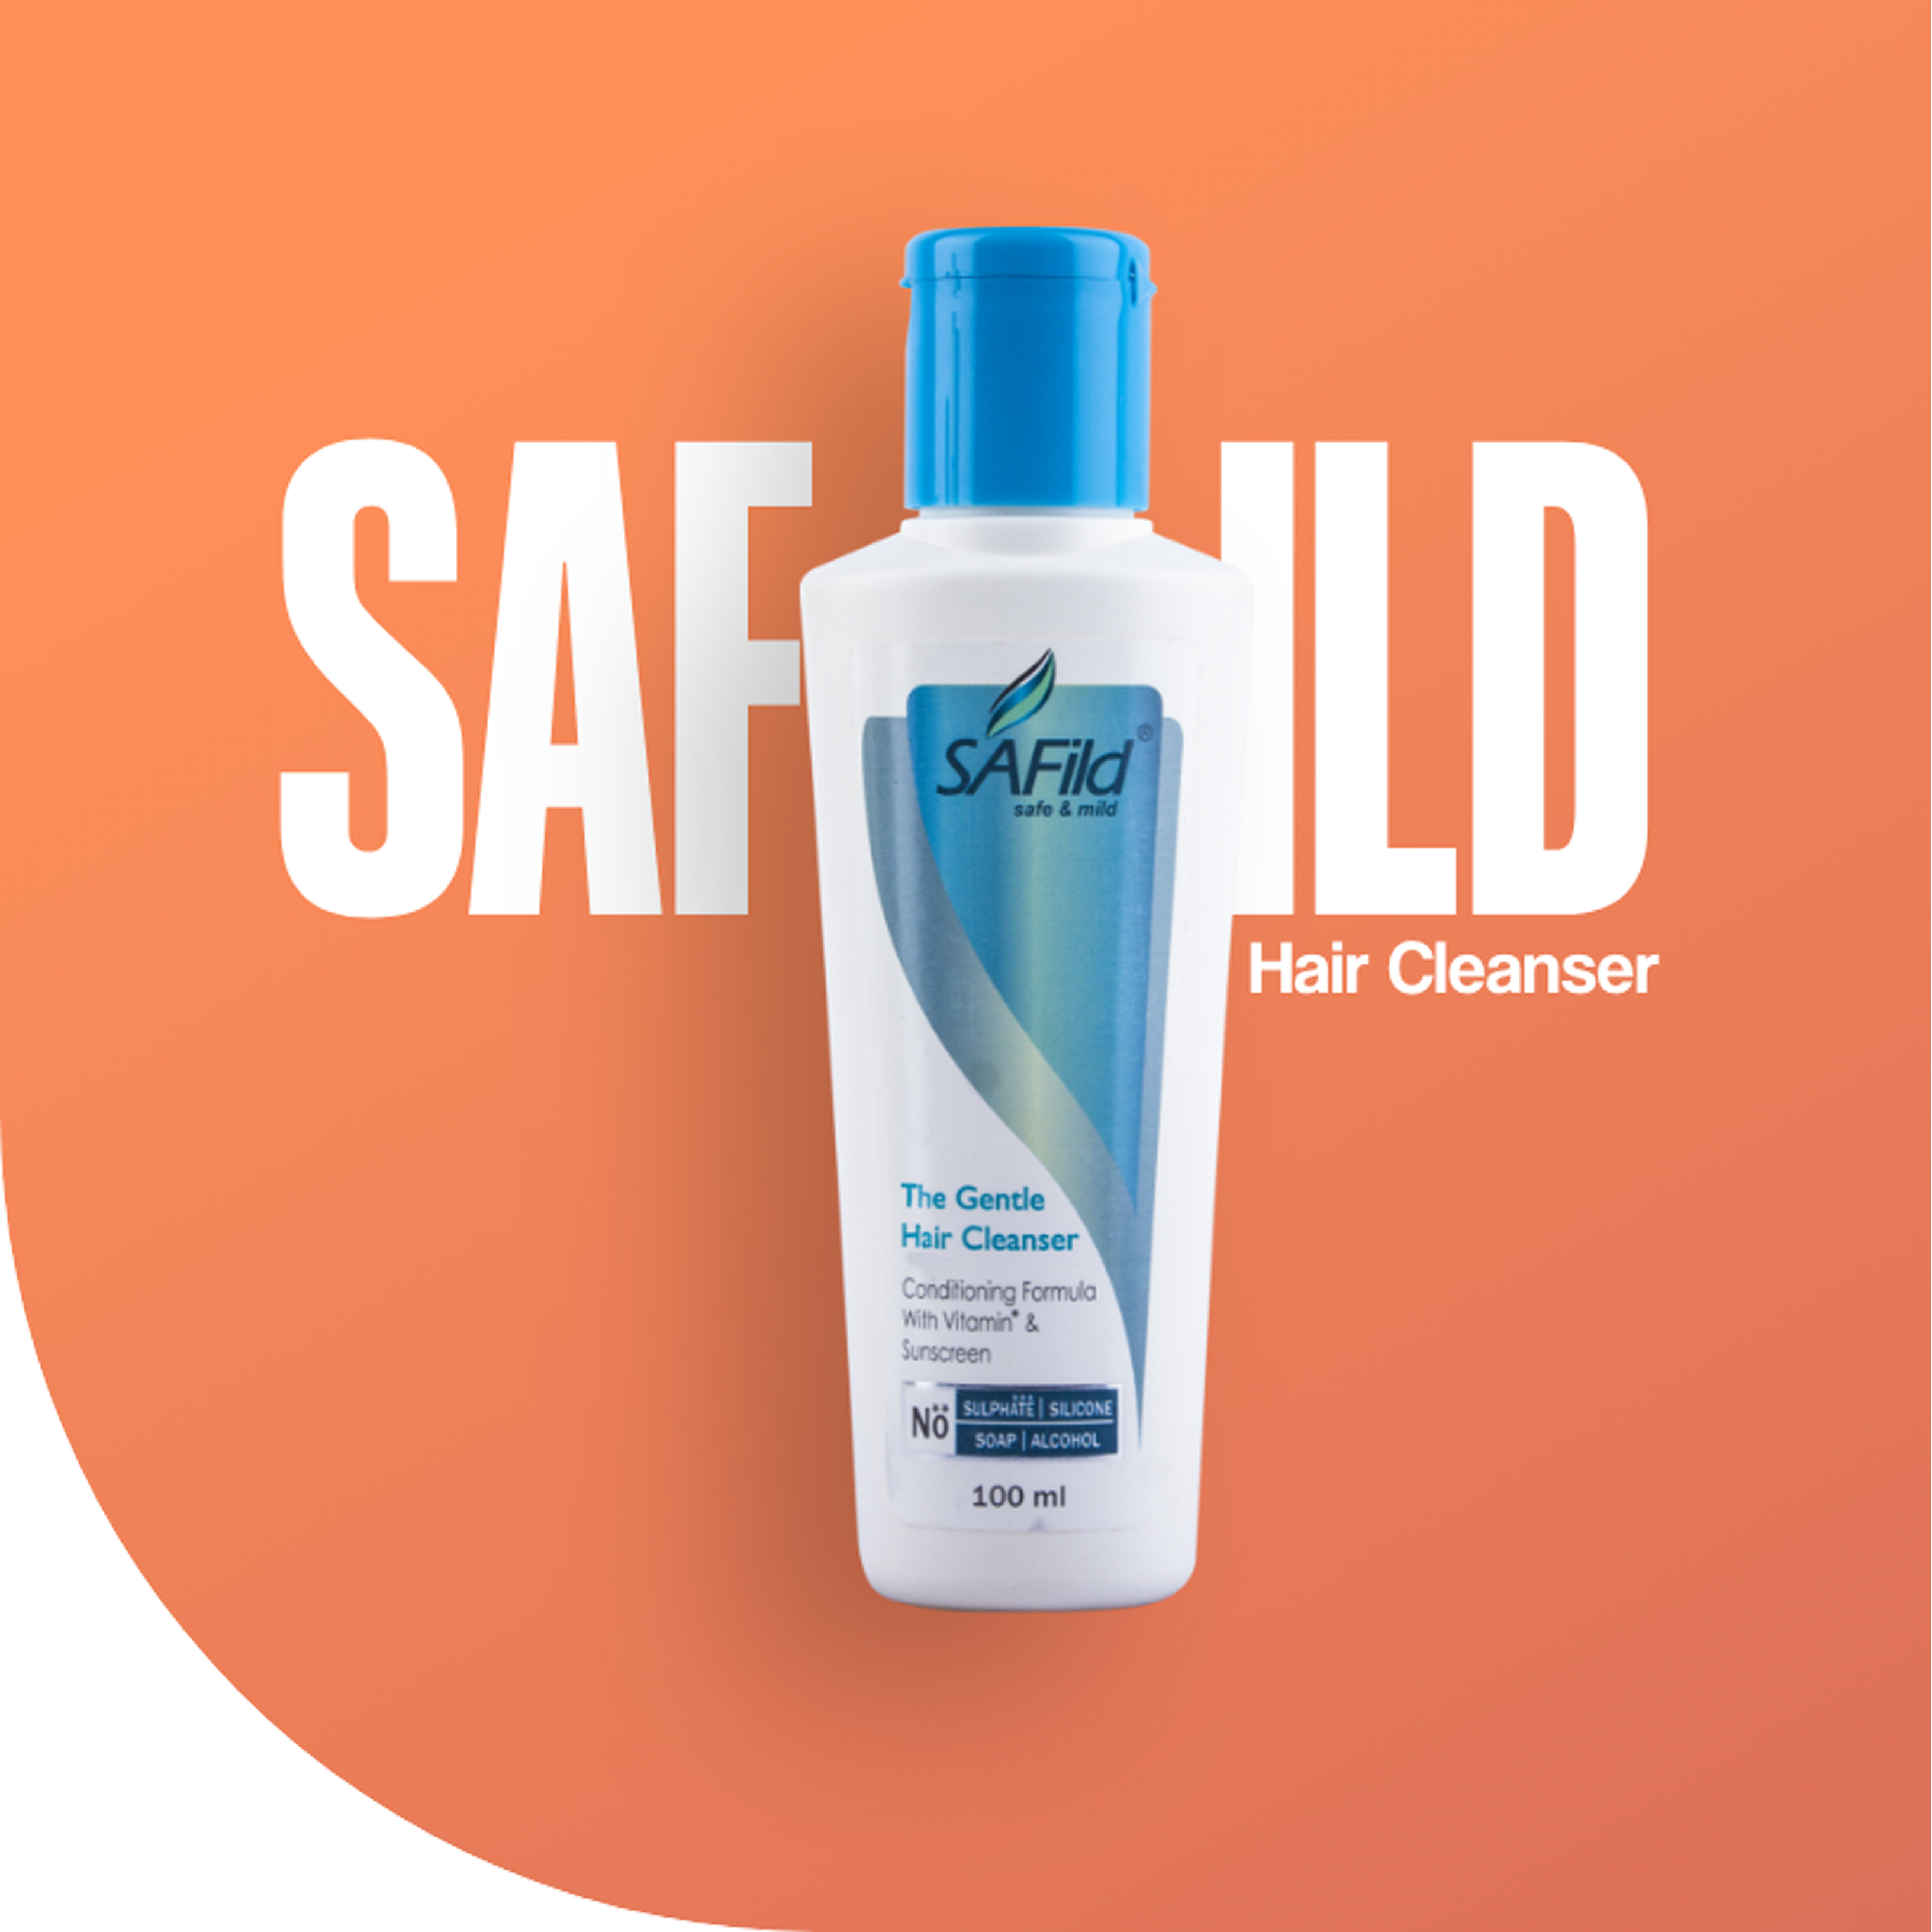 SAF ILD
Hair Cleanser
SAFild®
safe & mild
The Gentle
Hair Cleanser
Conditioning Formula
With Vitamin* &
Sunscreen
No
SULPHATE*** | SILICONE
SOAP | ALCOHOL
100 ml